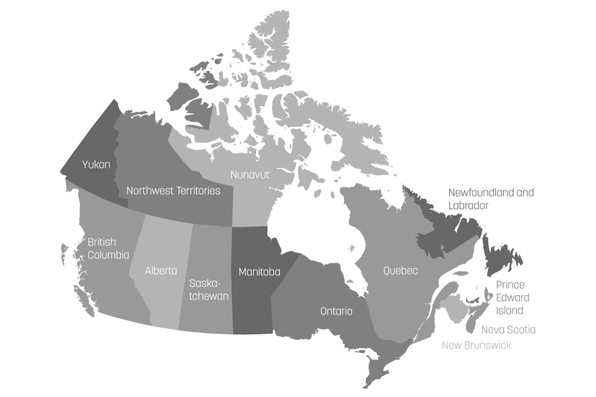 Yukon
Northwest Territories
Nunavut
Newfoundland and
Labrador
British
Columbia
Alberta
Saska-
tchewan
Manitoba
Ontario
Quebec
Prince
Edward
Island
Nova Scotia
New Brunswick